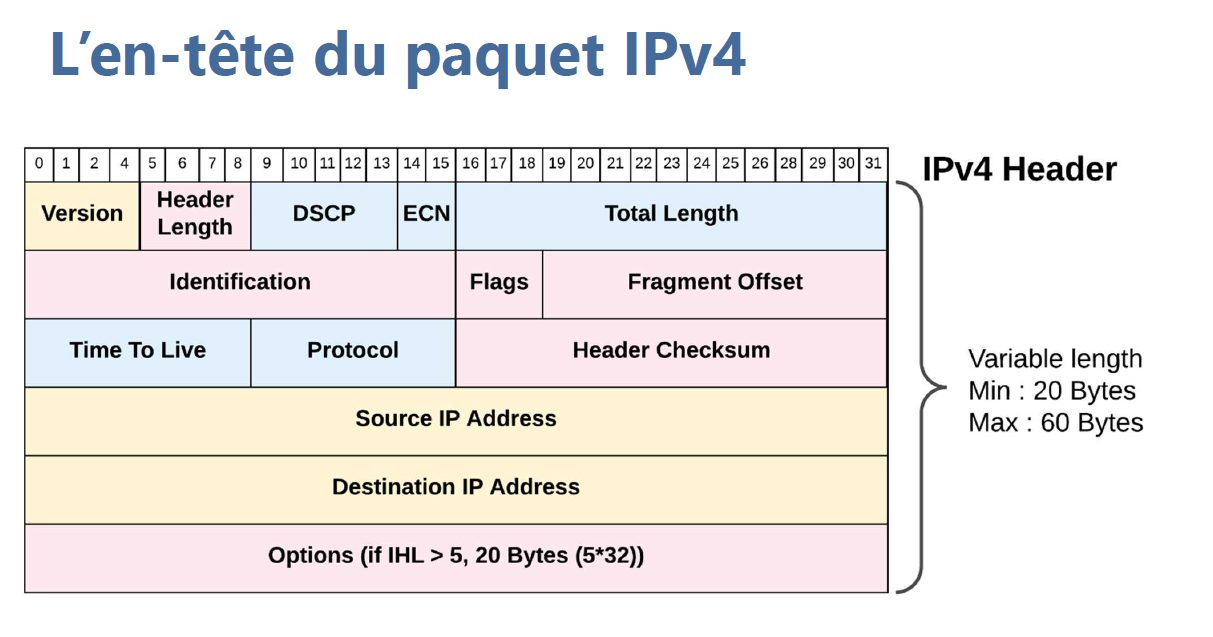 L'en-tête du paquet IPv4
0 1 2 4 5 6 7 8 9 10 11 12 13 14 15 16 17 18 19 20 21 22 23 24 25 26 28 29 30 31
IPv4 Header
Version Header Length DSCP ECN Total Length
Identification Flags Fragment Offset
Time To Live Protocol Header Checksum
Variable length
Min : 20 Bytes
Max : 60 Bytes
Source IP Address
Destination IP Address
Options (if IHL > 5, 20 Bytes (5*32))